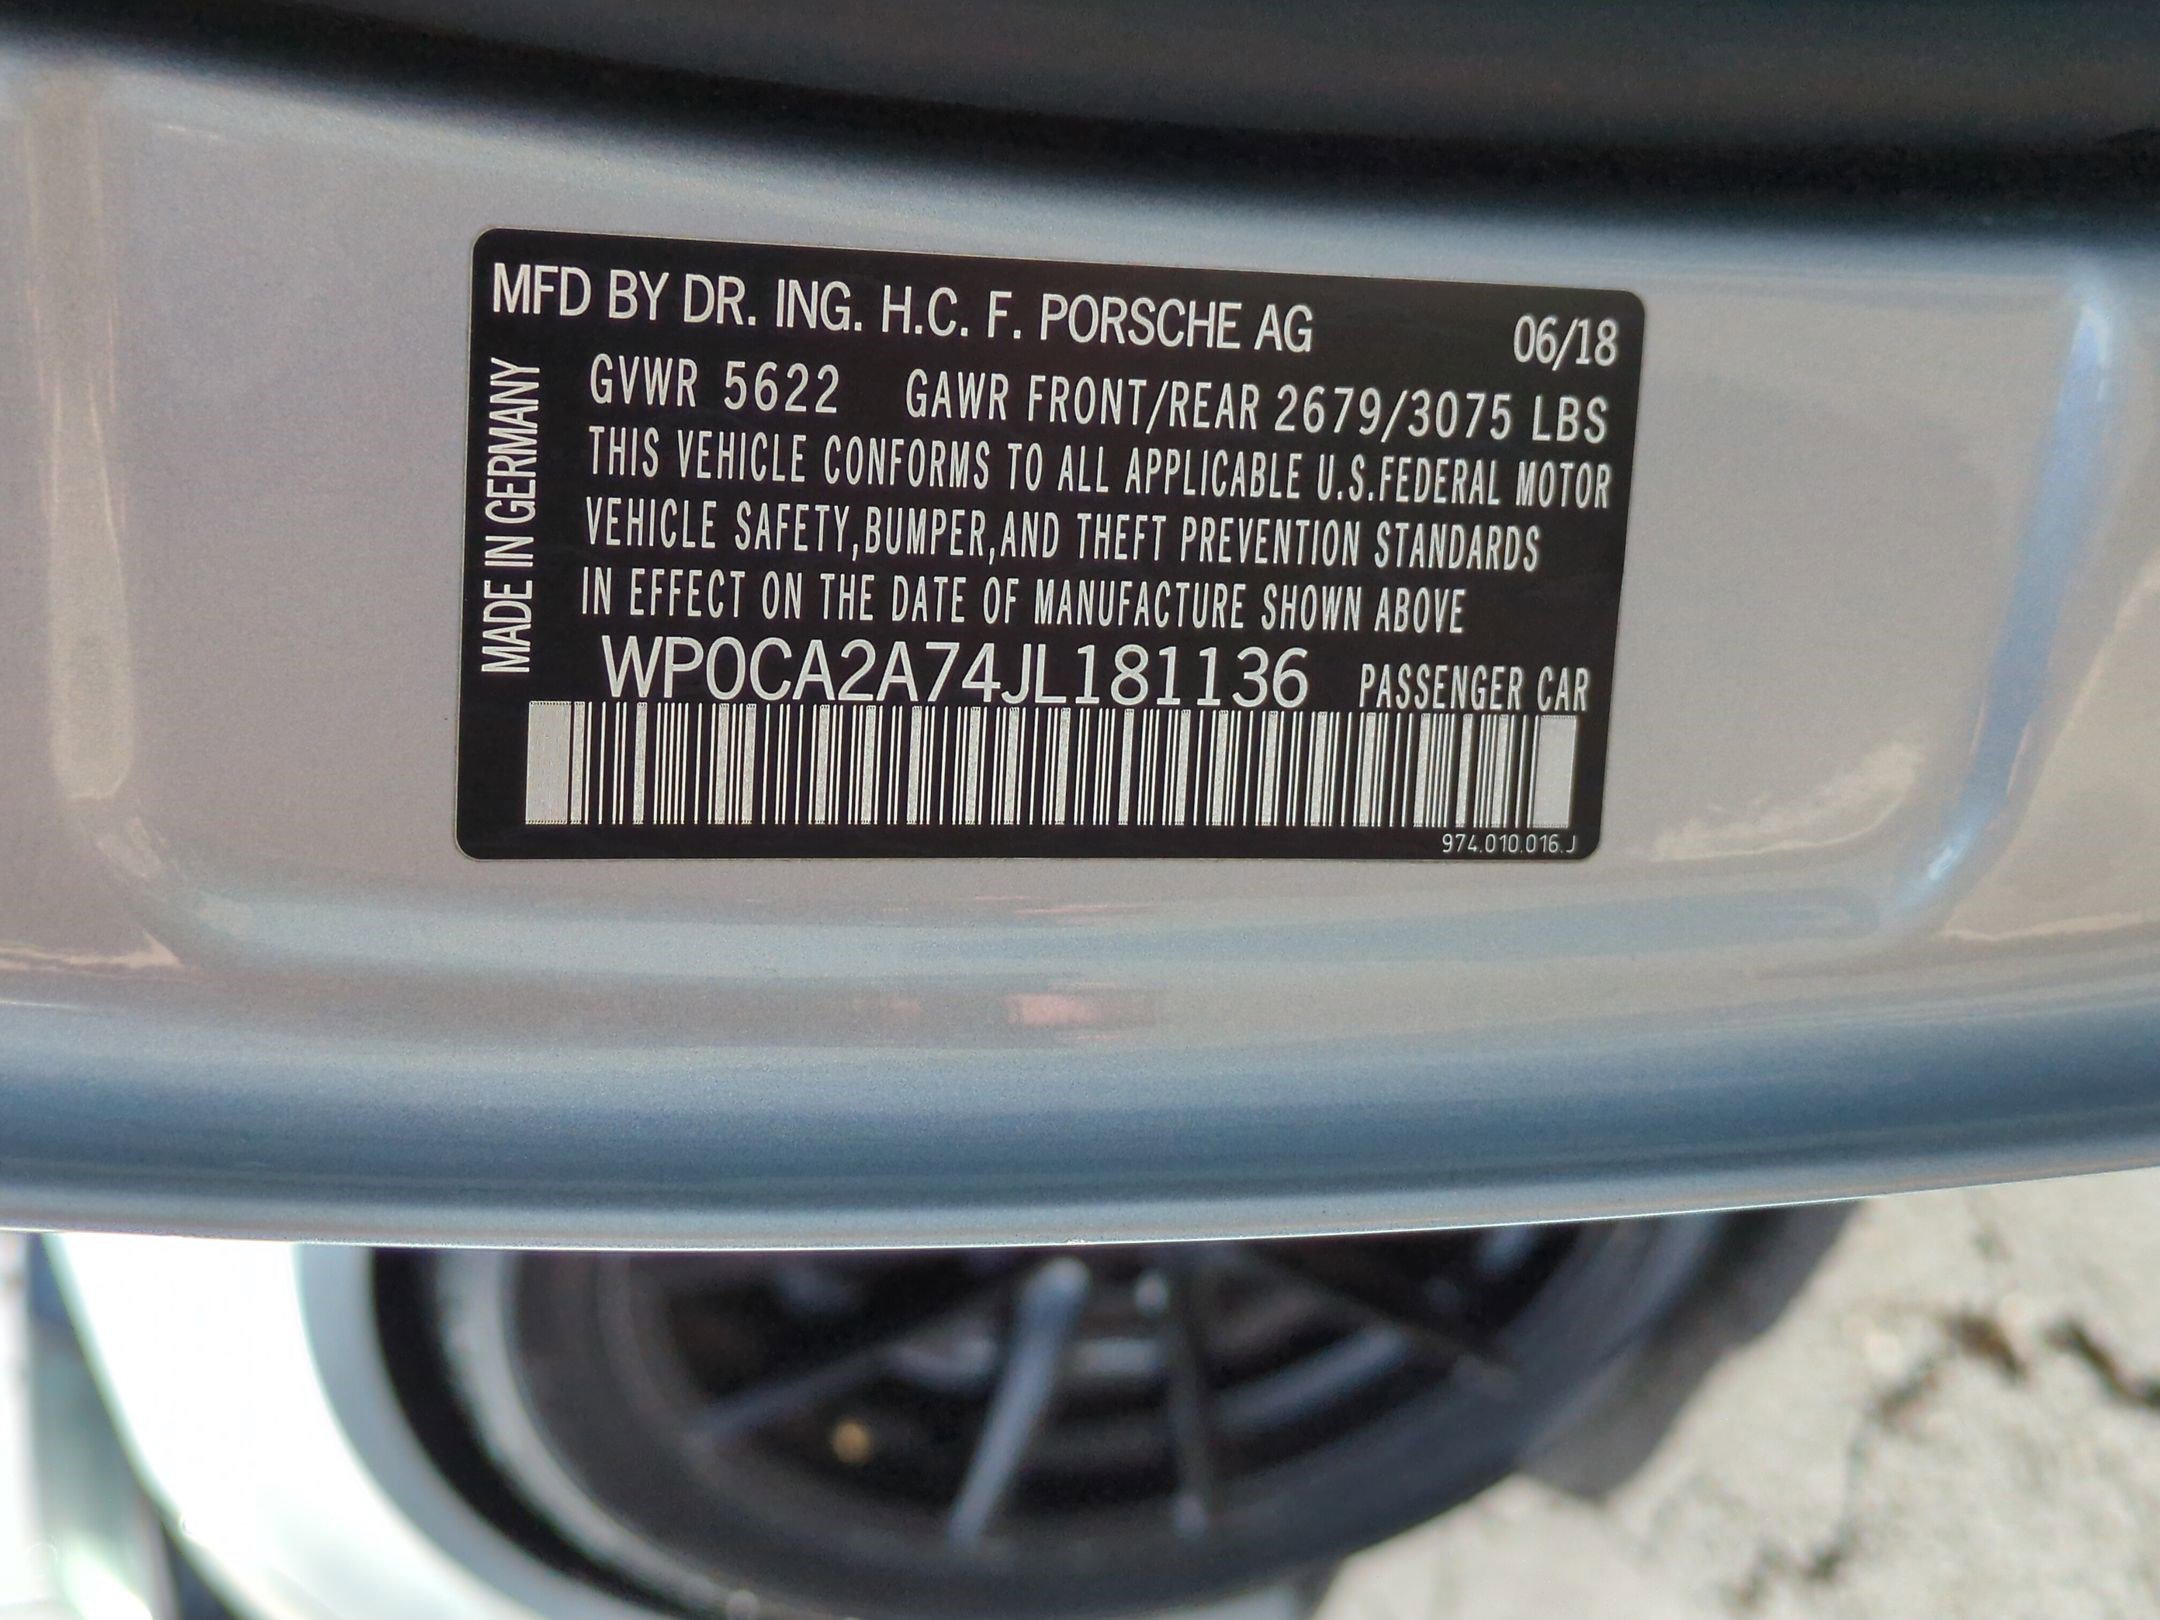 MFD BY DR. ING. H.C. F. PORSCHE AG 06/18
MADE IN GERMANY
GVWR 5622 GAWR FRONT/REAR 2679/3075 LBS
THIS VEHICLE CONFORMS TO ALL APPLICABLE U.S.FEDERAL MOTOR
VEHICLE SAFETY,BUMPER,AND THEFT PREVENTION STANDARDS
IN EFFECT ON THE DATE OF MANUFACTURE SHOWN ABOVE
WP0CA2A74JL181136 PASSENGER CAR
974.010.016.J